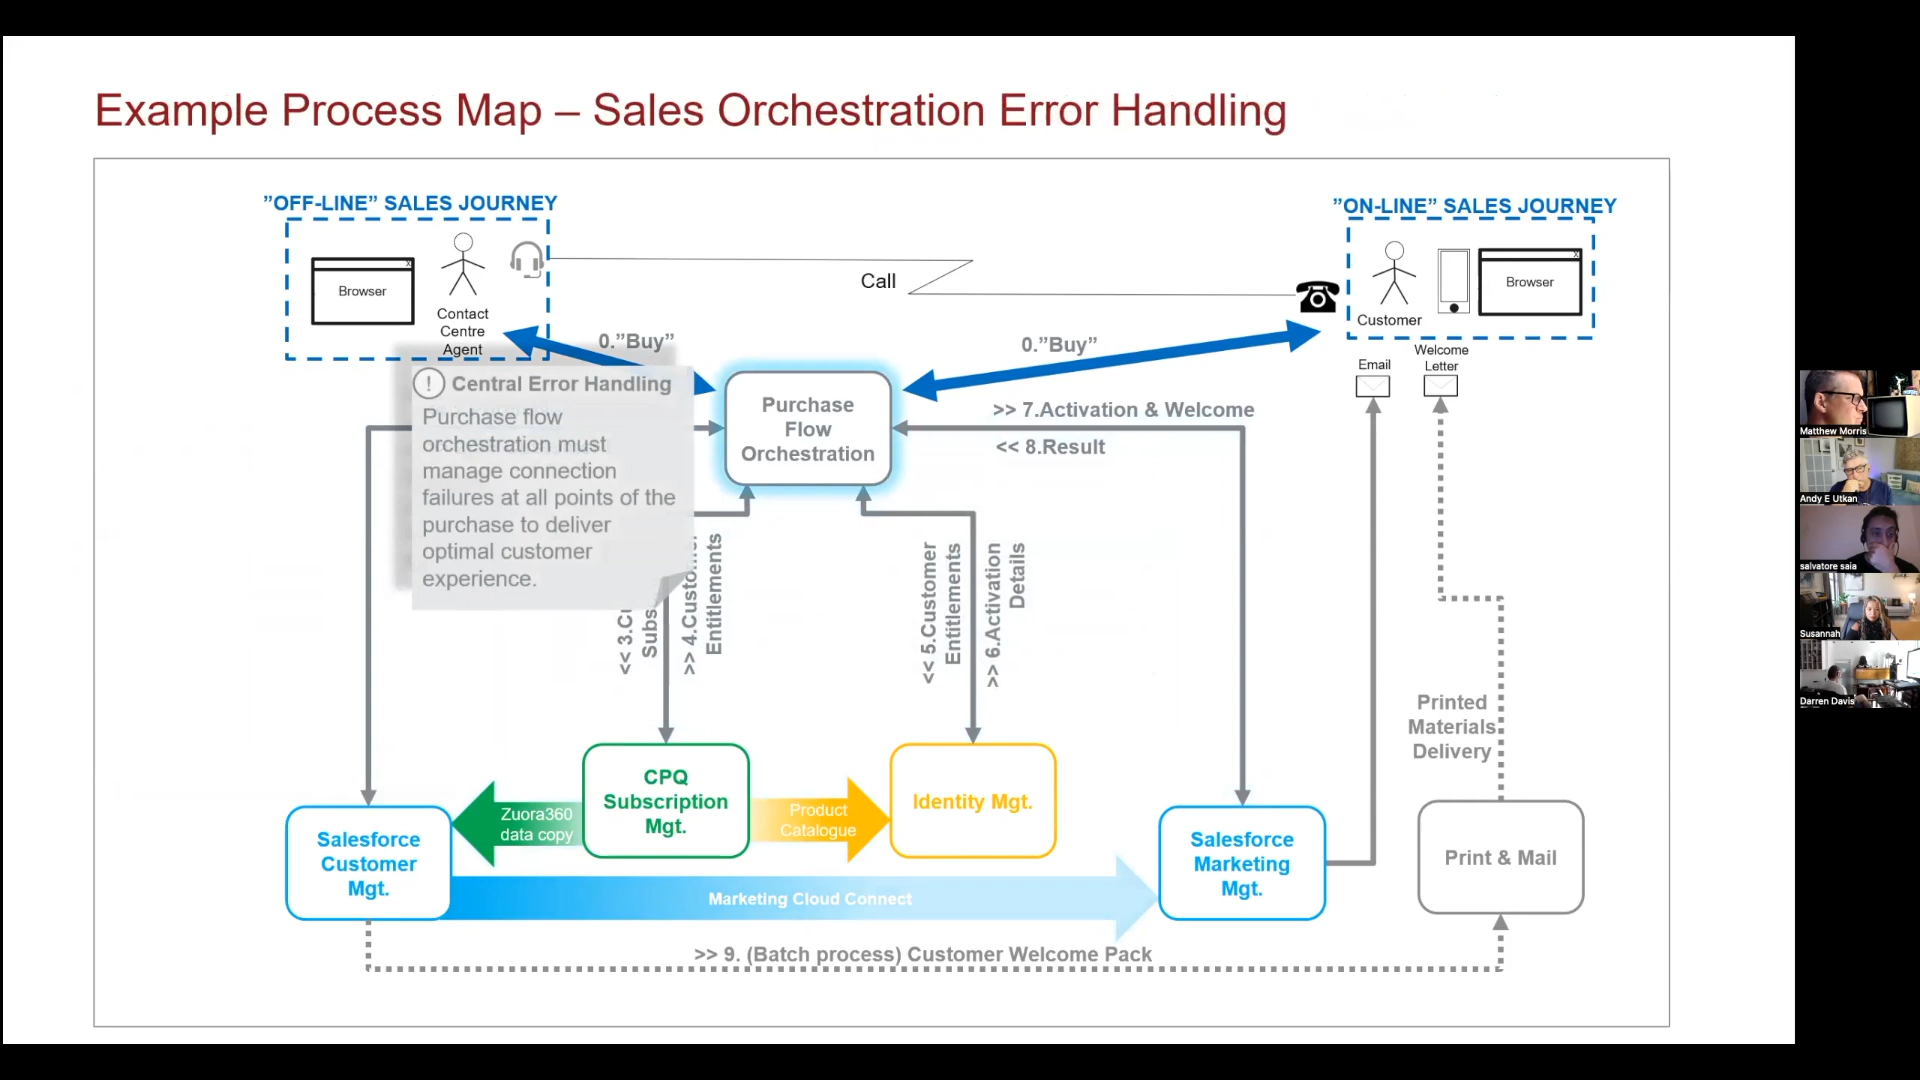 Example Process Map – Sales Orchestration Error Handling
”OFF-LINE” SALES JOURNEY
”ON-LINE” SALES JOURNEY
Browser
X
Contact
Centre
Agent
Call
Customer
Browser
X
Email
Welcome
Letter
0.”Buy”
0.”Buy”
! Central Error Handling
Purchase flow
orchestration must
manage connection
failures at all points of the
purchase to deliver
optimal customer
experience.
Purchase
Flow
Orchestration
>> 7.Activation & Welcome
<< 8.Result
<< 3.
>> 4.
Entitlements
<< 5.Customer
Entitlements
>> 6.Activation
Details
Printed
Materials
Delivery
CPQ
Subscription
Mgt.
Identity Mgt.
Zuora360
data copy
Product
Catalogue
Salesforce
Customer
Mgt.
Salesforce
Marketing
Mgt.
Print & Mail
Marketing Cloud Connect
>> 9. (Batch process) Customer Welcome Pack
Matthew Morris
Andy E Utkan
salvatore saia
Susannah
Darren Davis